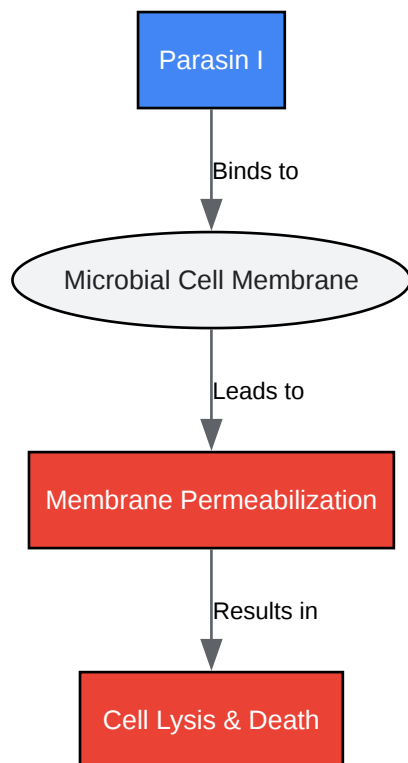 Parasin I
Binds to
Microbial Cell Membrane
Leads to
Membrane Permeabilization
Results in
Cell Lysis & Death